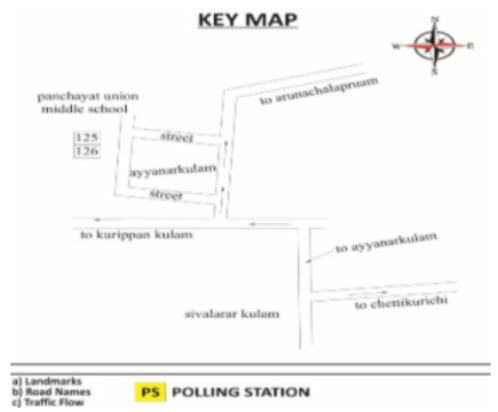 KEY MAP
N
W
E
S
to arunachalapruam
panchayat union
middle school
125
126
street
ayyanarkulam
street
to kurippan kulam
to ayyanarkulam
to chettikurichi
sivalarar kulam
a) Landmarks
b) Road Names
c) Traffic Flow
PS POLLING STATION